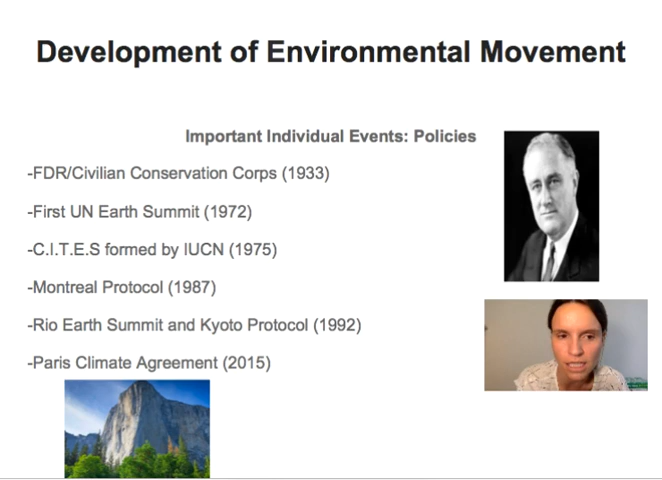 Development of Environmental Movement
Important Individual Events: Policies
-FDR/Civilian Conservation Corps (1933)
-First UN Earth Summit (1972)
-C.I.T.E.S formed by IUCN (1975)
-Montreal Protocol (1987)
-Rio Earth Summit and Kyoto Protocol (1992)
-Paris Climate Agreement (2015)